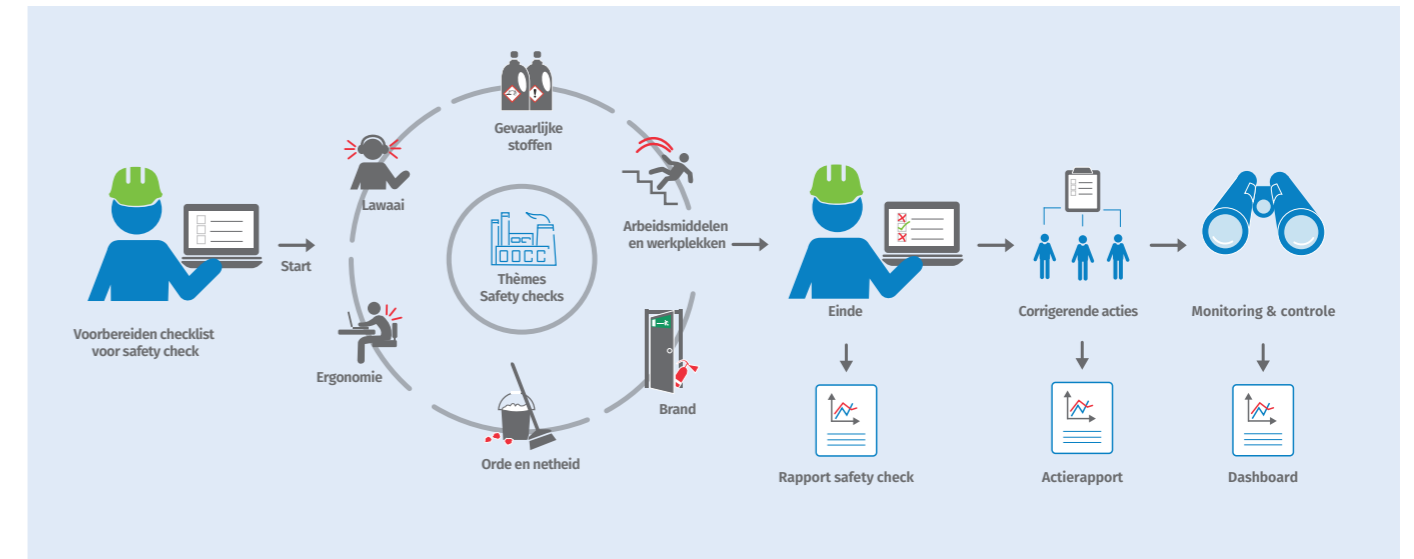 Voorbereiden checklist
voor safety check
Start
Thèmes
Safety checks
Lawaai
Gevaarlijke
stoffen
Arbeidsmiddelen
en werkplekken
Brand
Orde en netheid
Ergonomie
Einde
Rapport safety check
Corrigerende acties
Actierapport
Monitoring & controle
Dashboard